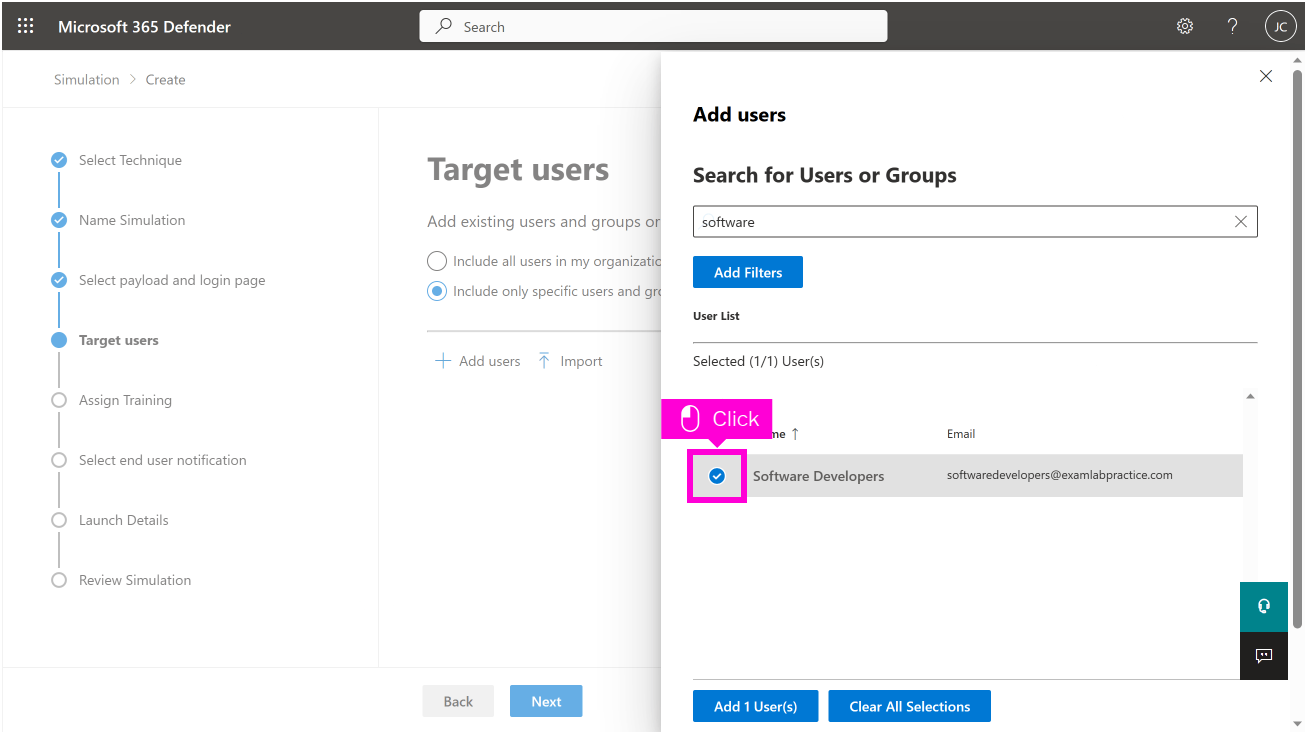 Microsoft 365 Defender
Search
JC
Simulation > Create
Select Technique
Name Simulation
Select payload and login page
Target users
Assign Training
Select end user notification
Launch Details
Review Simulation
Target users
Add existing users and groups or
Include all users in my organizatio
Include only specific users and gro
Add users
Import
Back
Next
Add users
Search for Users or Groups
software
Add Filters
User List
Selected (1/1) User(s)
Click
me ↑
Email
Software Developers
softwaredevelopers@examlabpractice.com
Add 1 User(s)
Clear All Selections